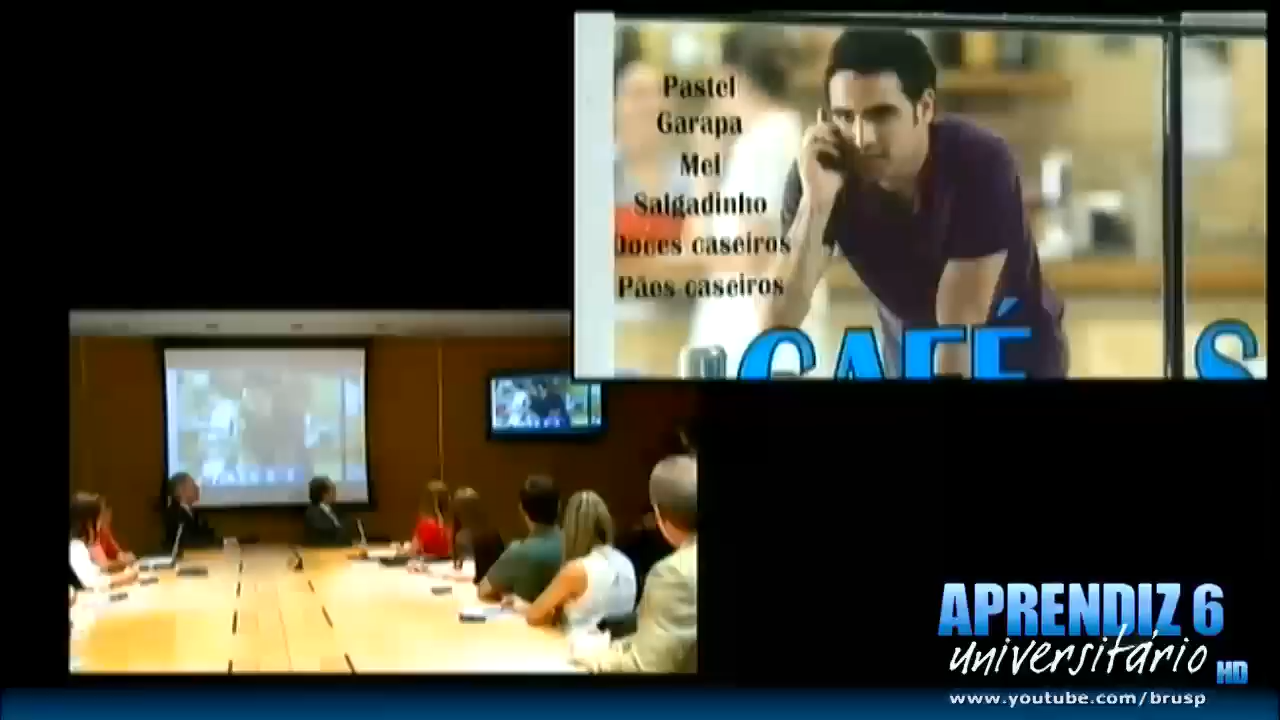 Pastel
Garapa
Mel
Salgadinho
Doces caseiros
Pães caseiros
CAFÉ S
APRENDIZ 6
universitário HD
www.youtube.com/brusp